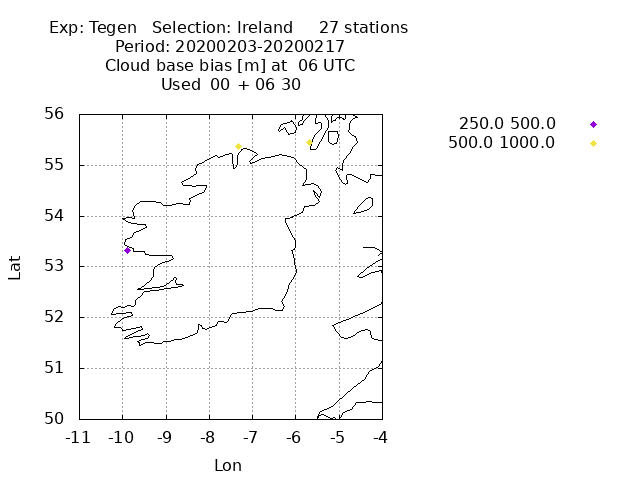 Exp: Tegen Selection: Ireland 27 stations
Period: 20200203-20200217
Cloud base bias [m] at 06 UTC
Used 00 + 06 30
250.0 500.0
500.0 1000.0
56
55
54
53
52
51
50
Lat
-11 -10 -9 -8 -7 -6 -5 -4
Lon